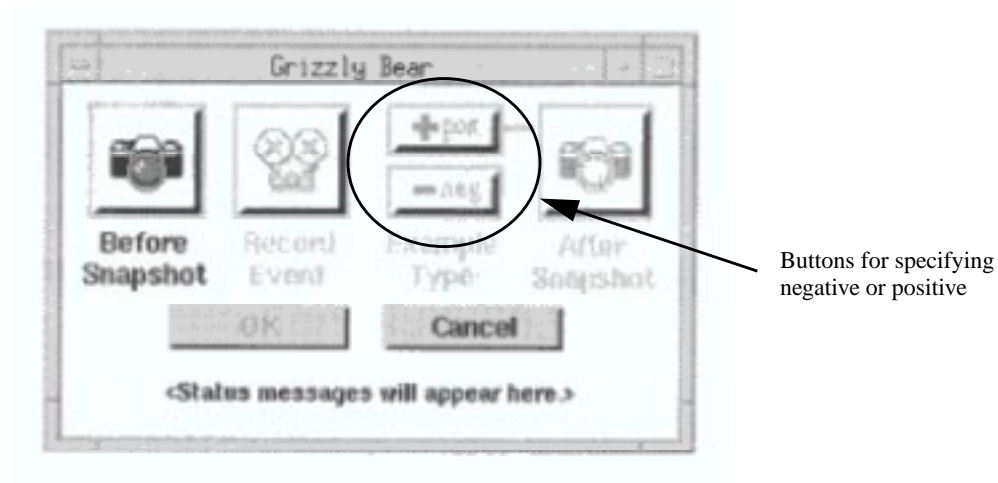 Grizzly Bear
+ pos
- neg
Before
Snapshot
Record
Event
Example
Type
After
Snapshot
OK
Cancel
<Status messages will appear here.>
Buttons for specifying
negative or positive